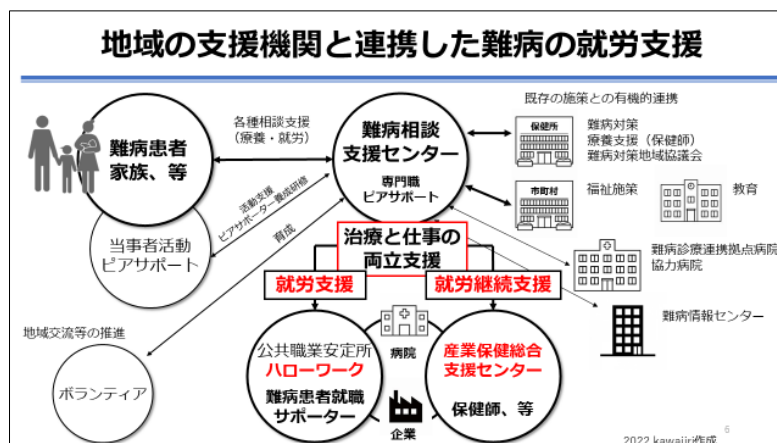 地域の支援機関と連携した難病の就労支援
既存の施策との有機的連携
難病患者
家族、等
各種相談支援
（療養・就労）
難病相談
支援センター
専門職
ピアサポート
保健所
難病対策
療養支援（保健師）
難病対策地域協議会
市町村
福祉施策
教育
活動支援
ピアサポーター養成研修
当事者活動
ピアサポート
育成
治療と仕事の
両立支援
難病診療連携拠点病院
協力病院
就労支援
就労継続支援
難病情報センター
地域交流等の推進
ボランティア
公共職業安定所
ハローワーク
難病患者就職
サポーター
病院
企業
産業保健総合
支援センター
保健師、等
6
2022 kawajiri作成